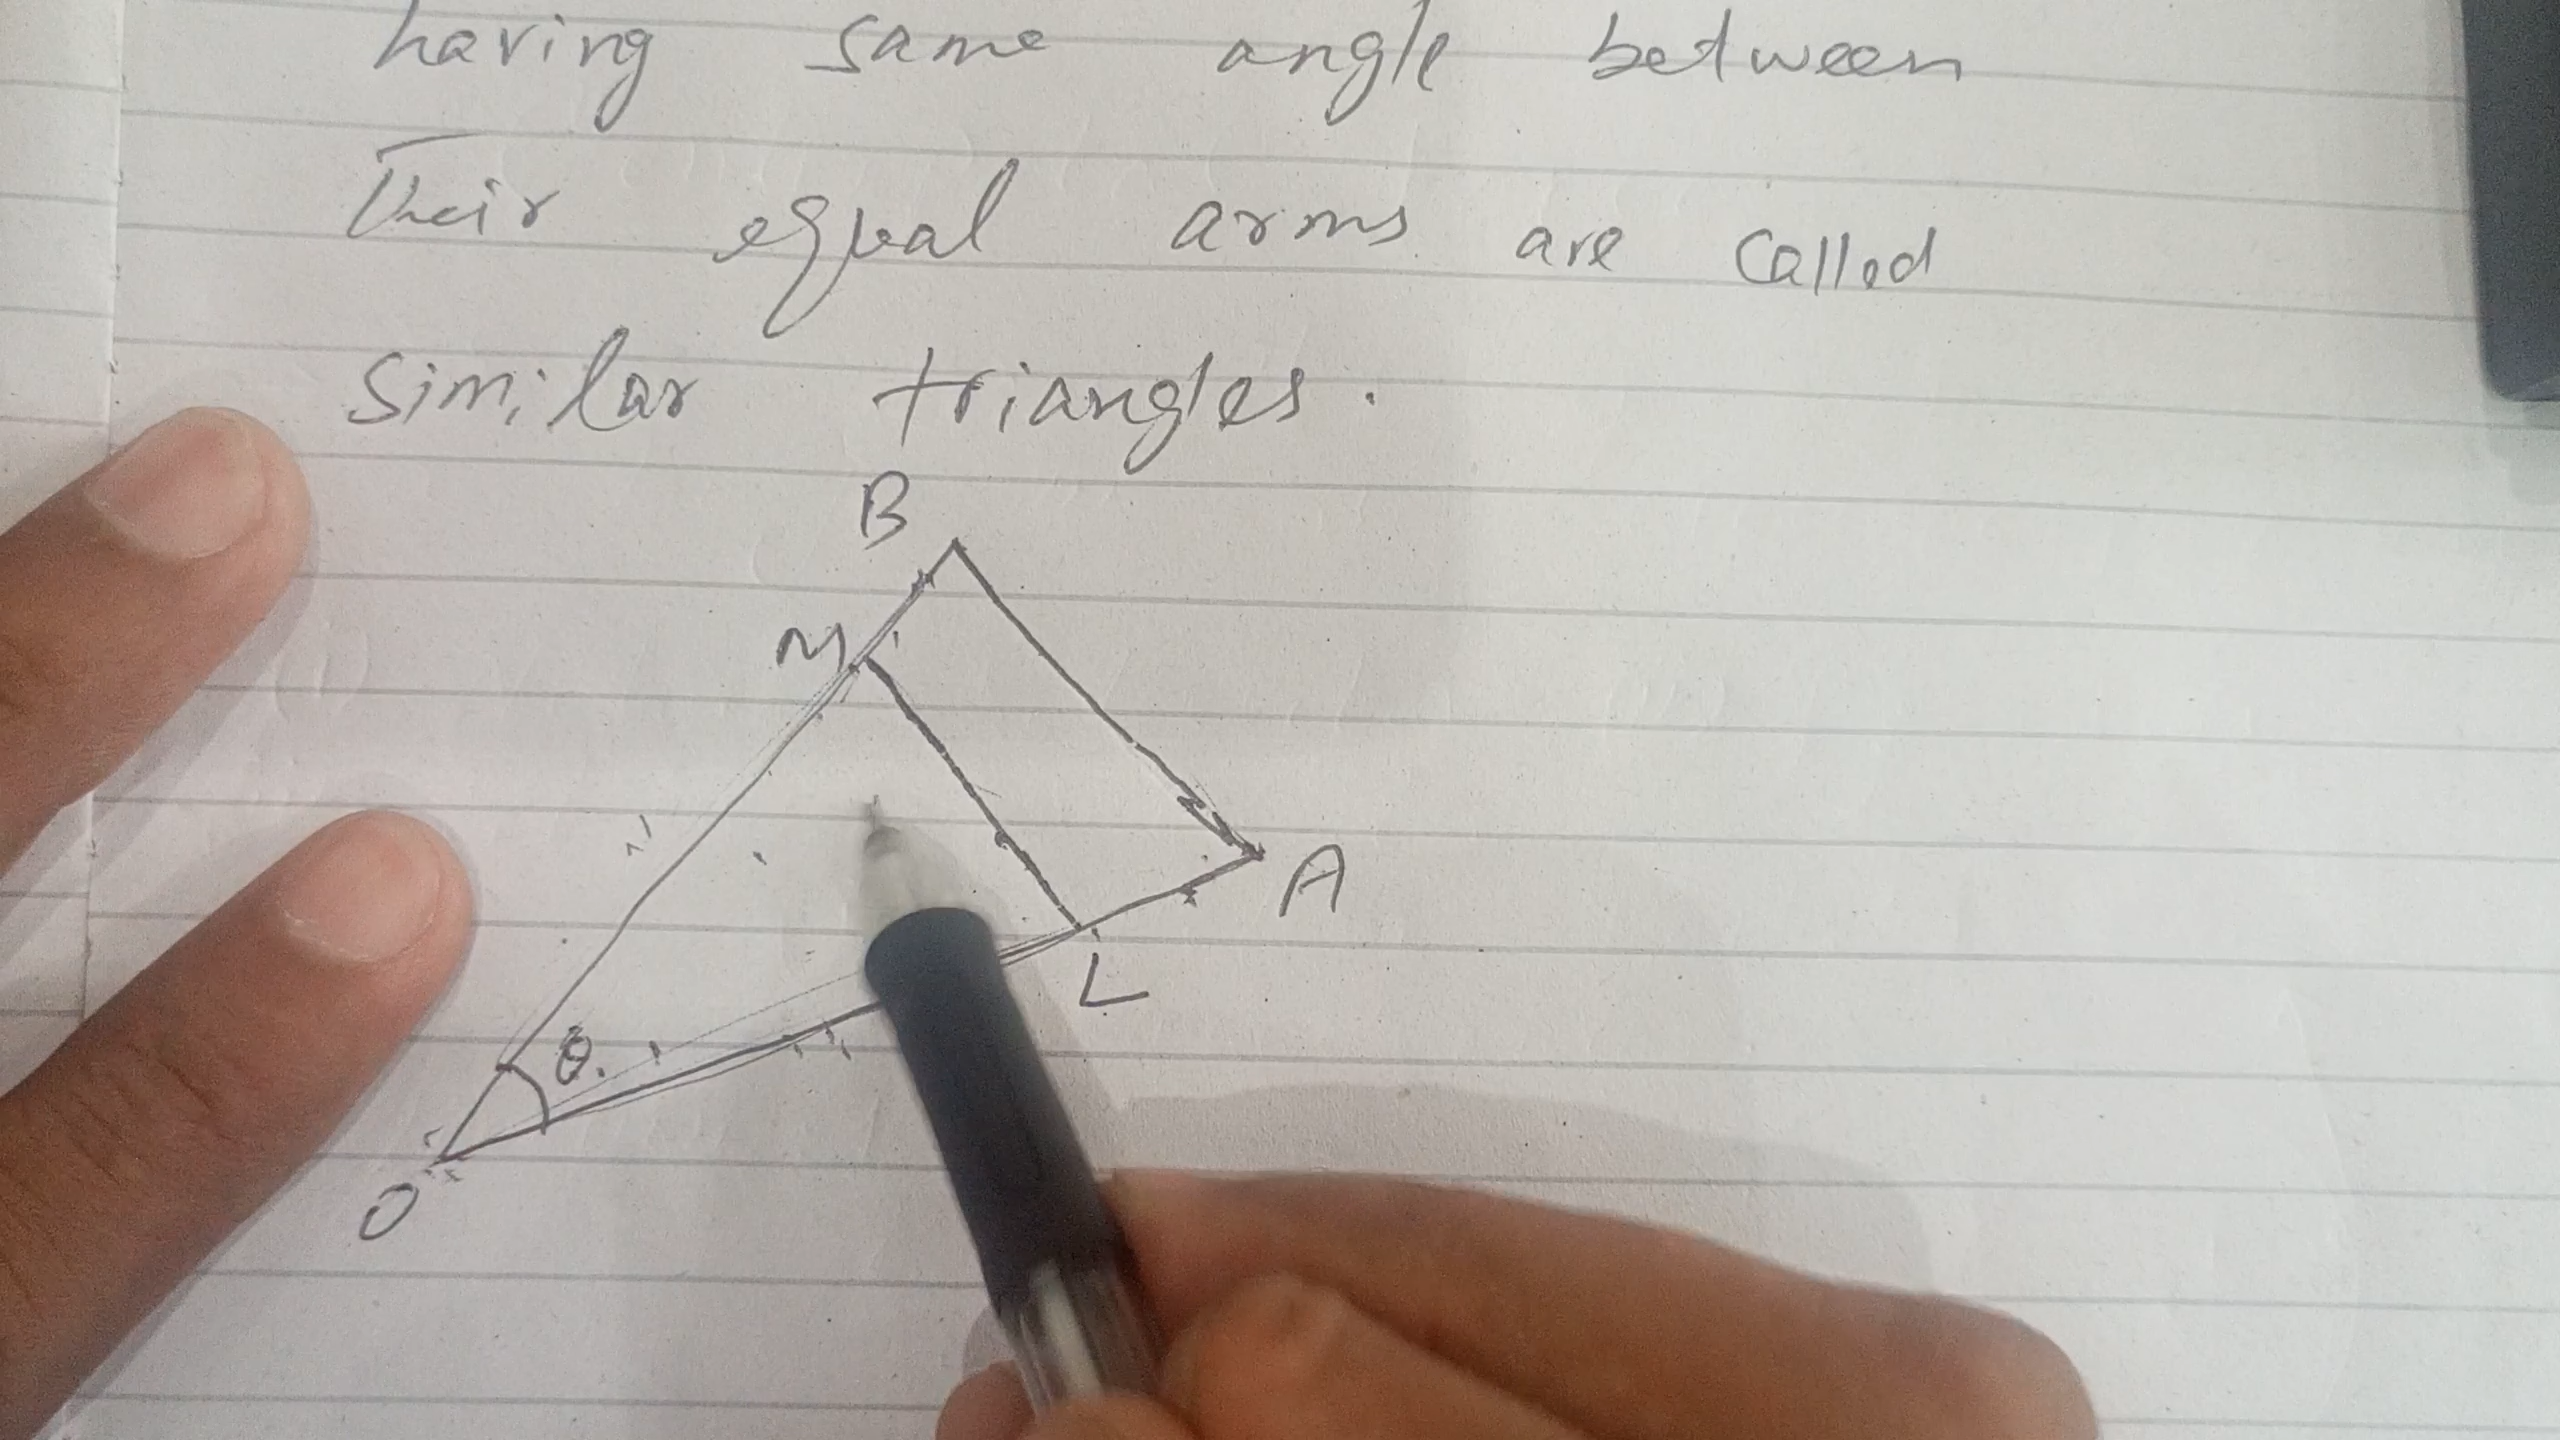 having same angle between
Their equal arms are called
similar triangles.
B
M
A
L
θ.
O